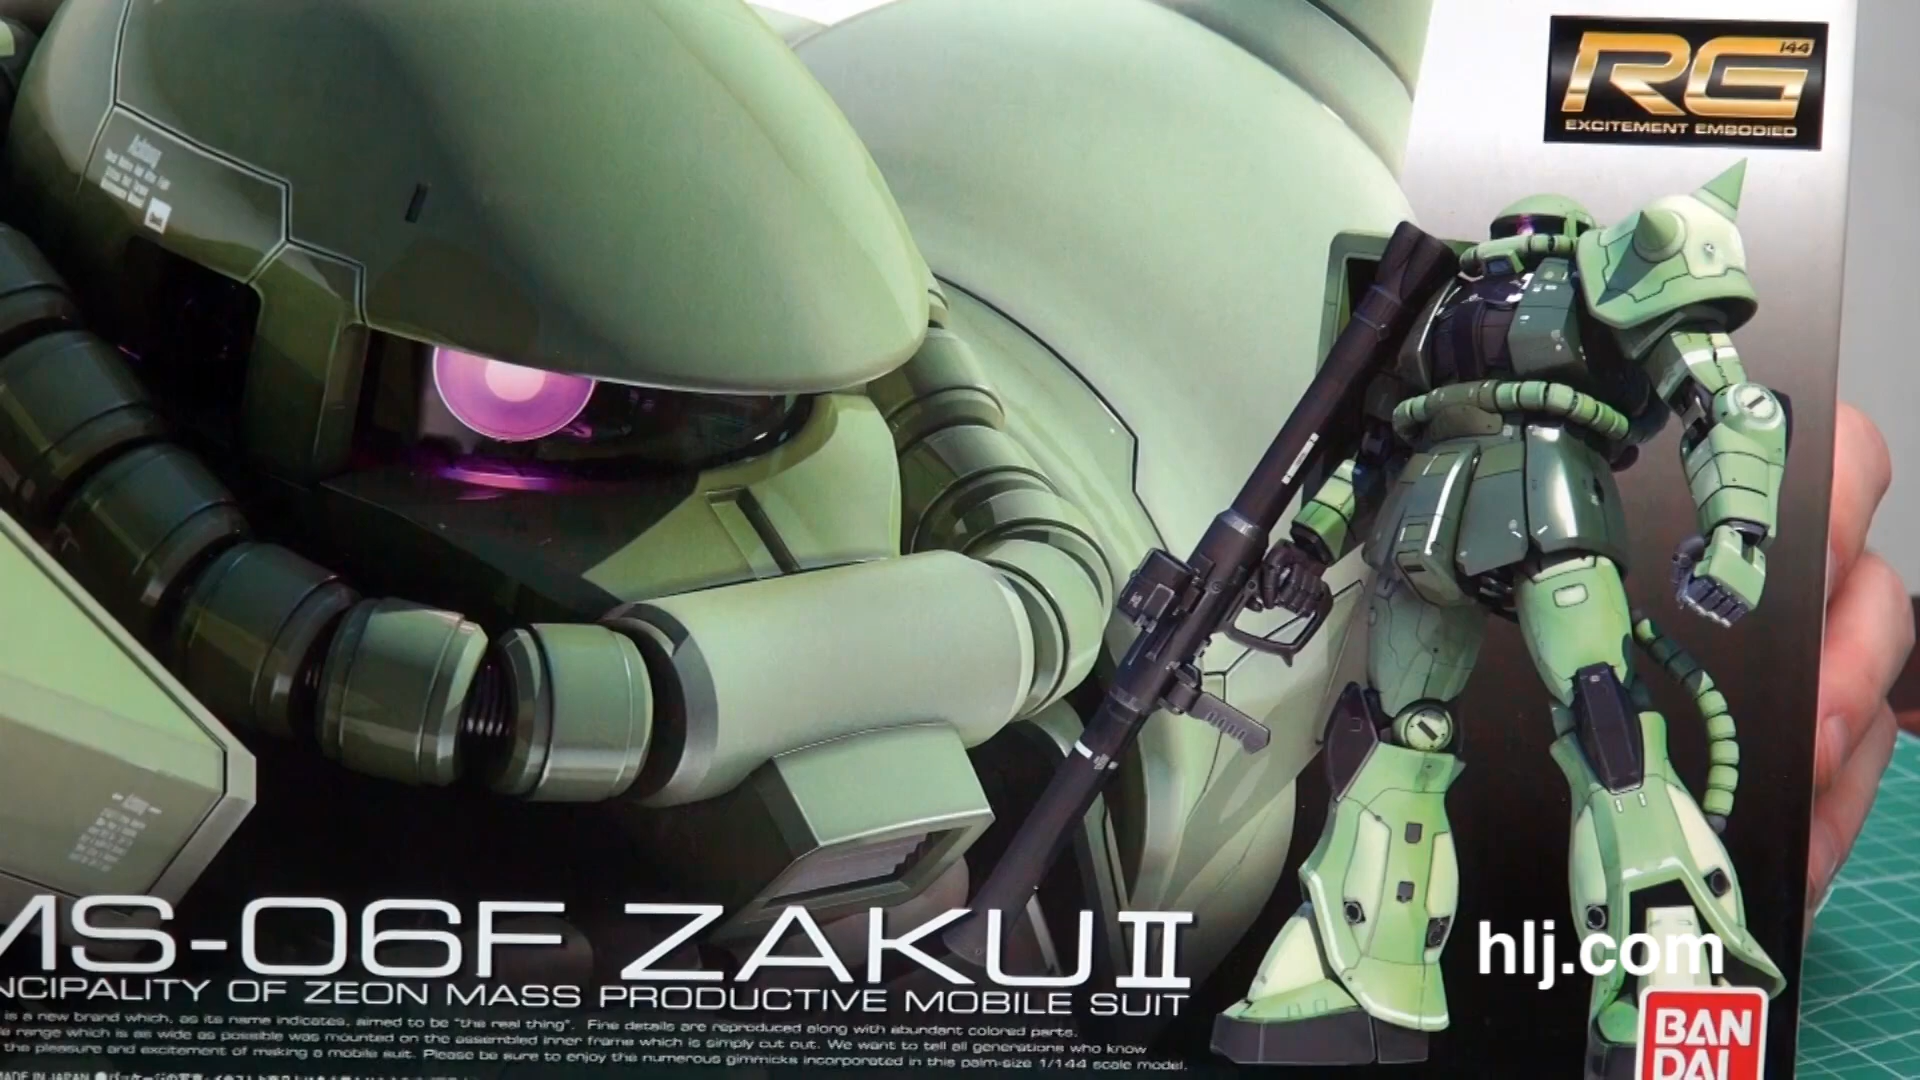 144
RG
EXCITEMENT EMBODIED
Achtung
MS-06F ZAKUII
NCIPALITY OF ZEON MASS PRODUCTIVE MOBILE SUIT
is a new brand which, as its name indicates, aimed to be "the real thing". Fine details are reproduced along with abundant colored parts.
range which is as wide as possible was mounted on the assembled inner frame which is simply cut out. We want to tell all generations who know
the pleasure and excitement of making a mobile suit. Please be sure to enjoy the numerous gimmicks incorporated in this palm-size 1/144 scale model.
MADE IN JAPAN
hlj.com
BAN
DAI